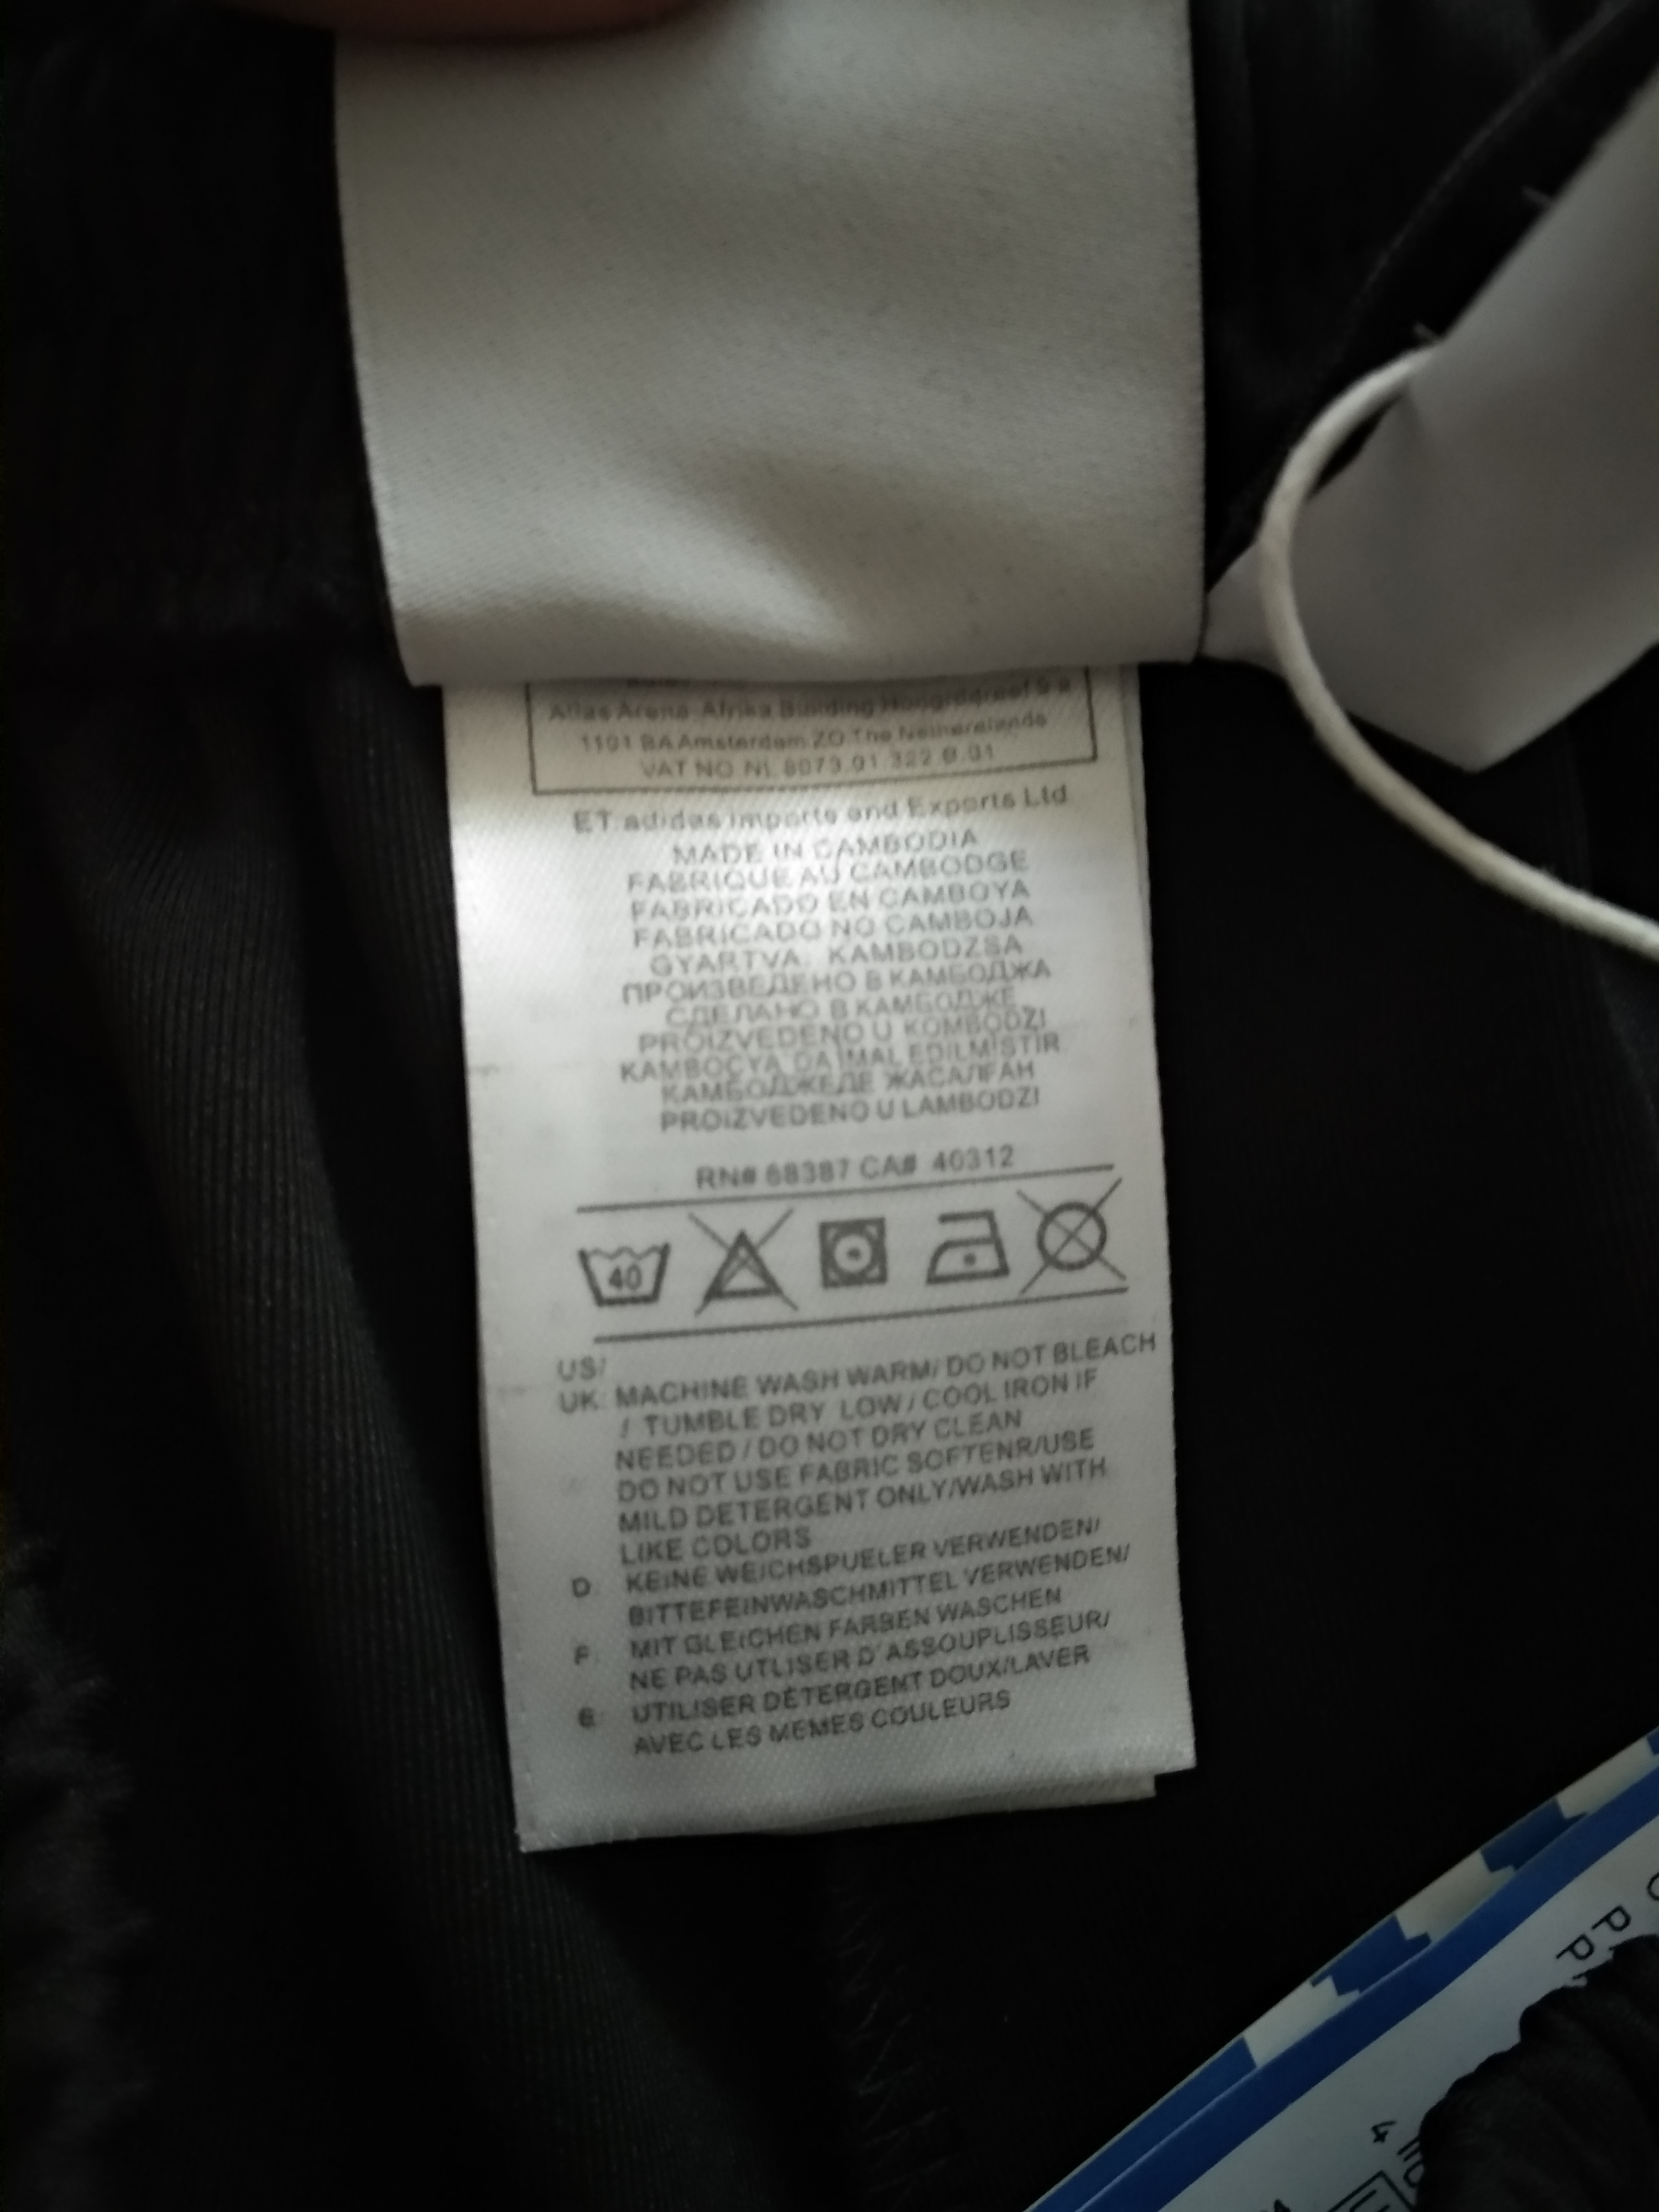 Atlas Arena Afrika Building Hoogoorddreef 9 a
1101 BA Amsterdam ZO The Netherelands
VAT NO NL 8073.01.322.B.01
ET adidas Imports and Exports Ltd
MADE IN CAMBODIA
FABRIQUE AU CAMBODGE
FABRICADO EN CAMBOYA
FABRICADO NO CAMBOJA
GYARTVA: KAMBODZSA
ПРОИЗВЕДЕНО В КАМБОДЖА
СДЕЛАНО В КАМБОДЖЕ
PROIZVEDENO U KOMBODZI
KAMBOCYA DA IMAL EDILMISTIR
КАМБОДЖЕДЕ ЖАСАЛFАН
PROIZVEDENO U LAMBODZI
RN# 68387 CA# 40312
40
US/
UK: MACHINE WASH WARM/ DO NOT BLEACH
/ TUMBLE DRY LOW / COOL IRON IF
NEEDED / DO NOT DRY CLEAN
DO NOT USE FABRIC SOFTENR/USE
MILD DETERGENT ONLY/WASH WITH
LIKE COLORS
D: KEINE WEICHSPUELER VERWENDEN/
BITTEFEINWASCHMITTEL VERWENDEN/
F: MIT GLEICHEN FARBEN WASCHEN
NE PAS UTLISER D'ASSOUPLISSEUR/
6: UTILISER DETERGENT DOUX/LAVER
AVEC LES MEMES COULEURS